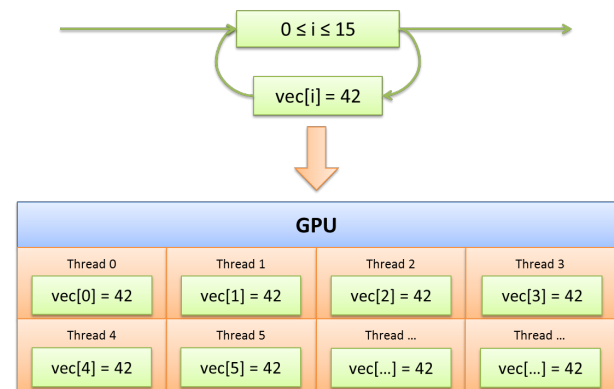 0 ≤ i ≤ 15
vec[i] = 42
GPU
Thread 0
Thread 1
Thread 2
Thread 3
vec[0] = 42
vec[1] = 42
vec[2] = 42
vec[3] = 42
Thread 4
Thread 5
Thread ...
Thread ...
vec[4] = 42
vec[5] = 42
vec[...] = 42
vec[...] = 42